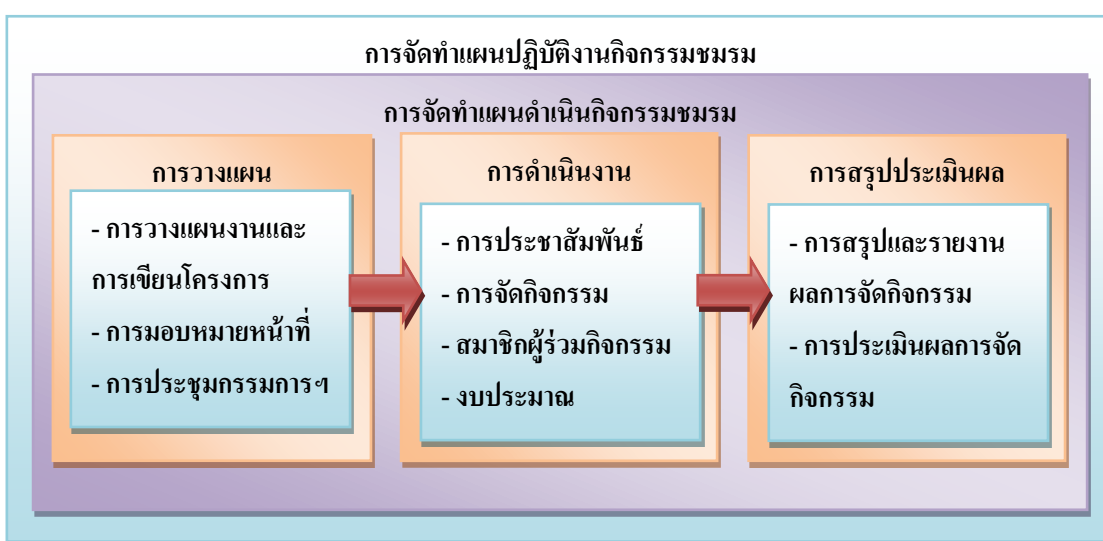 การจัดทำแผนปฏิบัติงานกิจกรรมชมรม
การจัดทำแผนดำเนินกิจกรรมชมรม
การวางแผน
- การวางแผนงานและ
การเขียนโครงการ
- การมอบหมายหน้าที่
- การประชุมกรรมการฯ
การดำเนินงาน
- การประชาสัมพันธ์
- การจัดกิจกรรม
- สมาชิกผู้ร่วมกิจกรรม
- งบประมาณ
การสรุปประเมินผล
- การสรุปและรายงาน
ผลการจัดกิจกรรม
- การประเมินผลการจัด
กิจกรรม